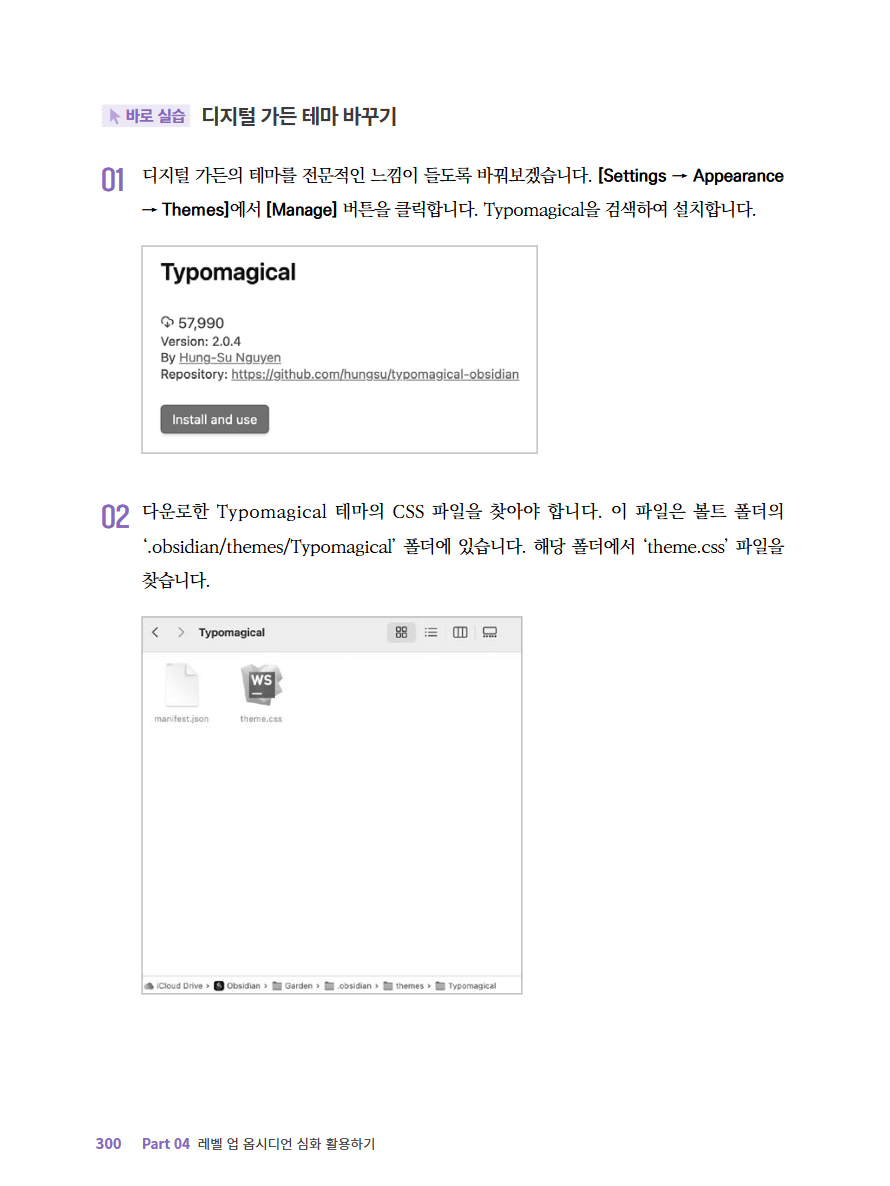 바로 실습 디지털 가든 테마 바꾸기
01 디지털 가든의 테마를 전문적인 느낌이 들도록 바꿔보겠습니다. [Settings → Appearance
→ Themes]에서 [Manage] 버튼을 클릭합니다. Typomagical을 검색하여 설치합니다.
Typomagical
57,990
Version: 2.0.4
By Hung-Su Nguyen
Repository: https://github.com/hungsu/typomagical-obsidian
Install and use
02 다운로한 Typomagical 테마의 CSS 파일을 찾아야 합니다. 이 파일은 볼트 폴더의
‘.obsidian/themes/Typomagical’ 폴더에 있습니다. 해당 폴더에서 ‘theme.css’ 파일을
찾습니다.
Typomagical
WS
manifest.json theme.css
iCloud Drive › Obsidian › Garden › .obsidian › themes › Typomagical
300 Part 04 레벨 업 옵시디언 심화 활용하기